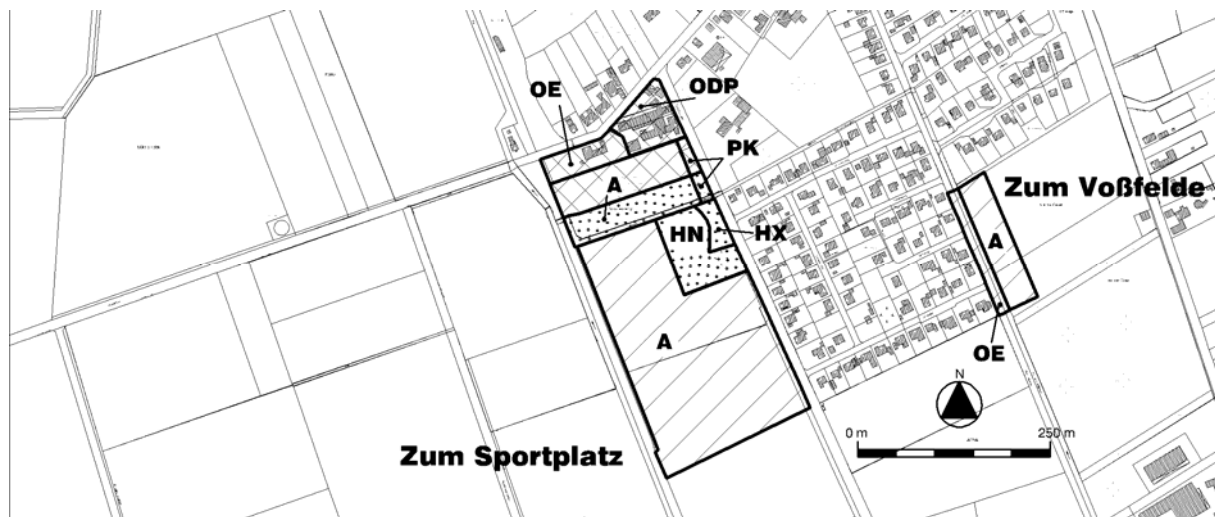 OE
ODP
PK
A
Zum Voßfelde
HN
HX
A
A
OE
N
0 m
250 m
Zum Sportplatz